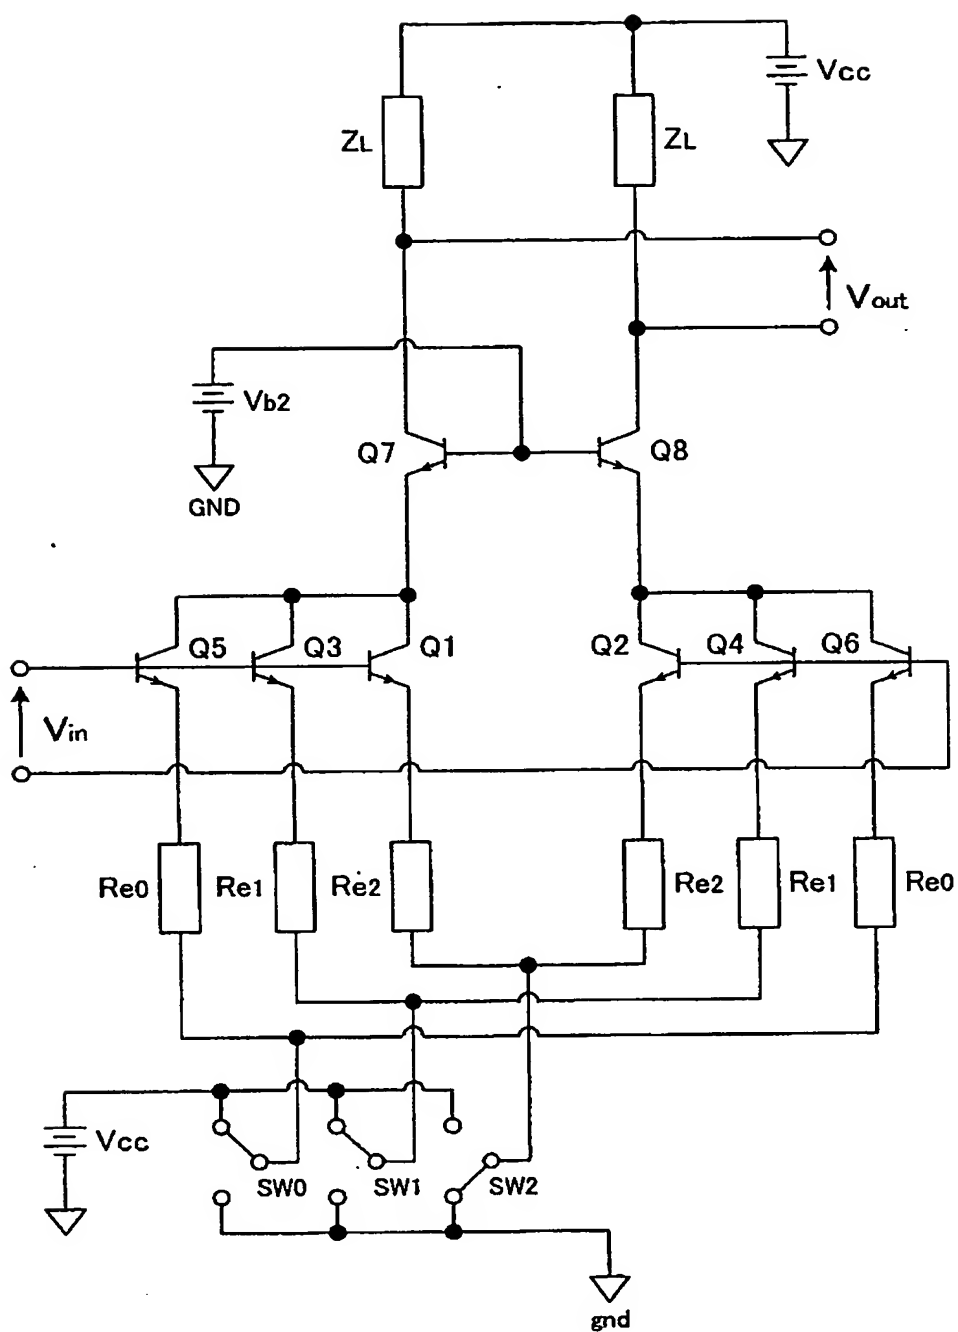 Vcc
ZL
ZL
Vout
Vb2
GND
Q7
Q8
Q5
Q3
Q1
Q2
Q4
Q6
Vin
Re0
Re1
Re2
Re2
Re1
Re0
Vcc
SW0
SW1
SW2
gnd